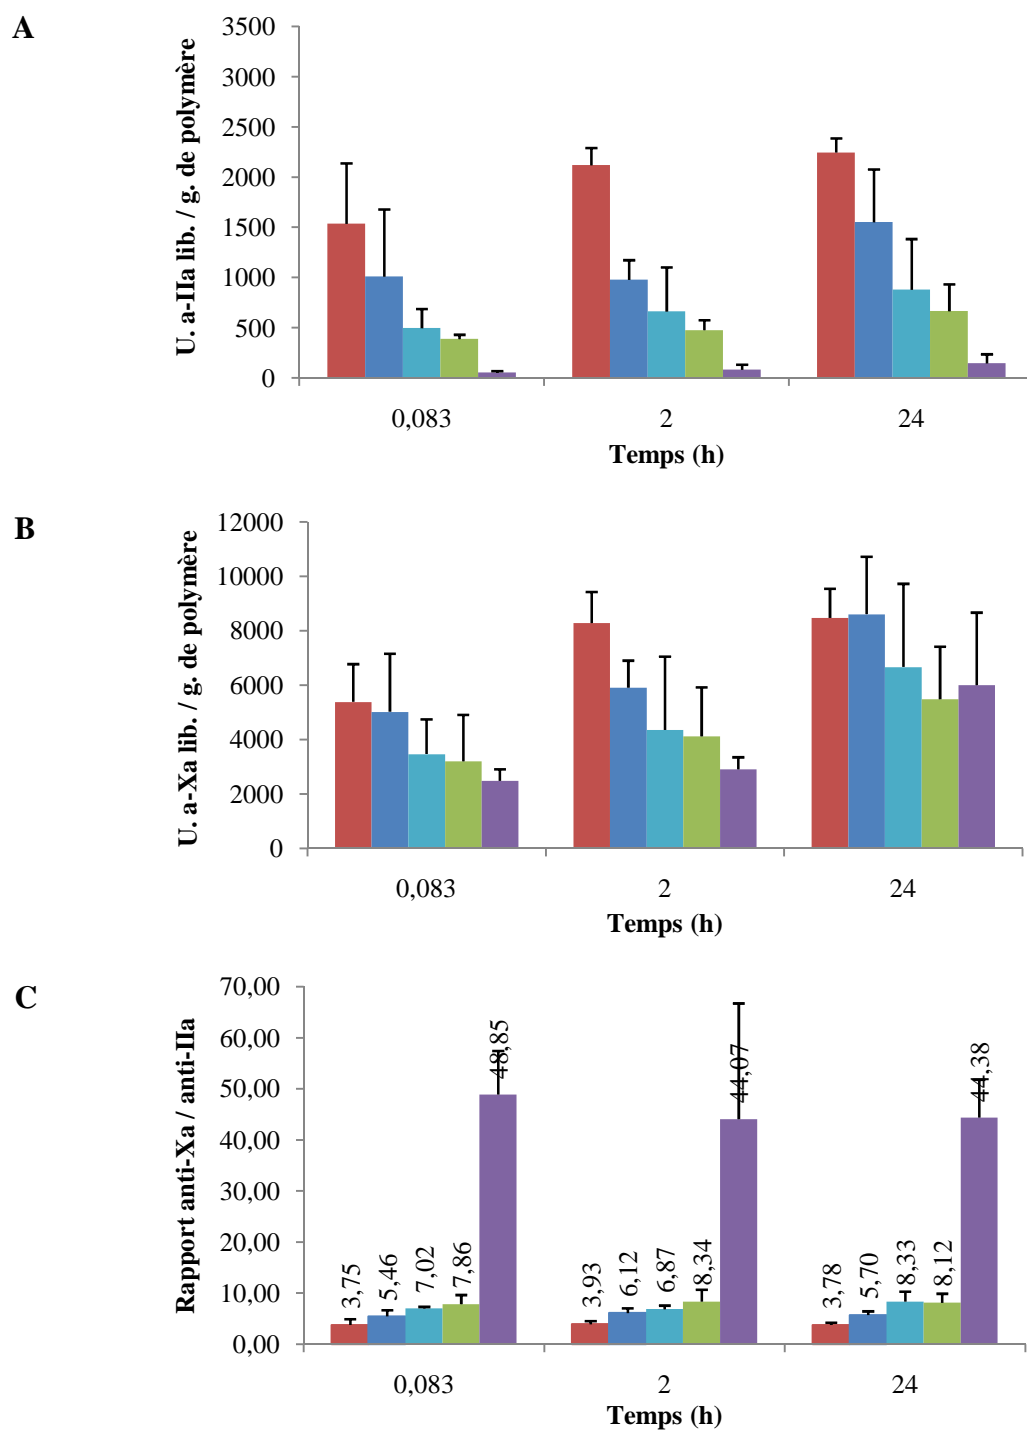 A
U. a-IIa lib. / g. de polymère
3500
3000
2500
2000
1500
1000
500
0
0,083 2 24
Temps (h)
B
U. a-Xa lib. / g. de polymère
12000
10000
8000
6000
4000
2000
0
0,083 2 24
Temps (h)
C
Rapport anti-Xa / anti-IIa
70,00
60,00
50,00
40,00
30,00
20,00
10,00
0,00
3,75 5,46 7,02 7,86 48,85 3,93 6,12 6,87 8,34 44,07 3,78 5,70 8,33 8,12 44,38
0,083 2 24
Temps (h)